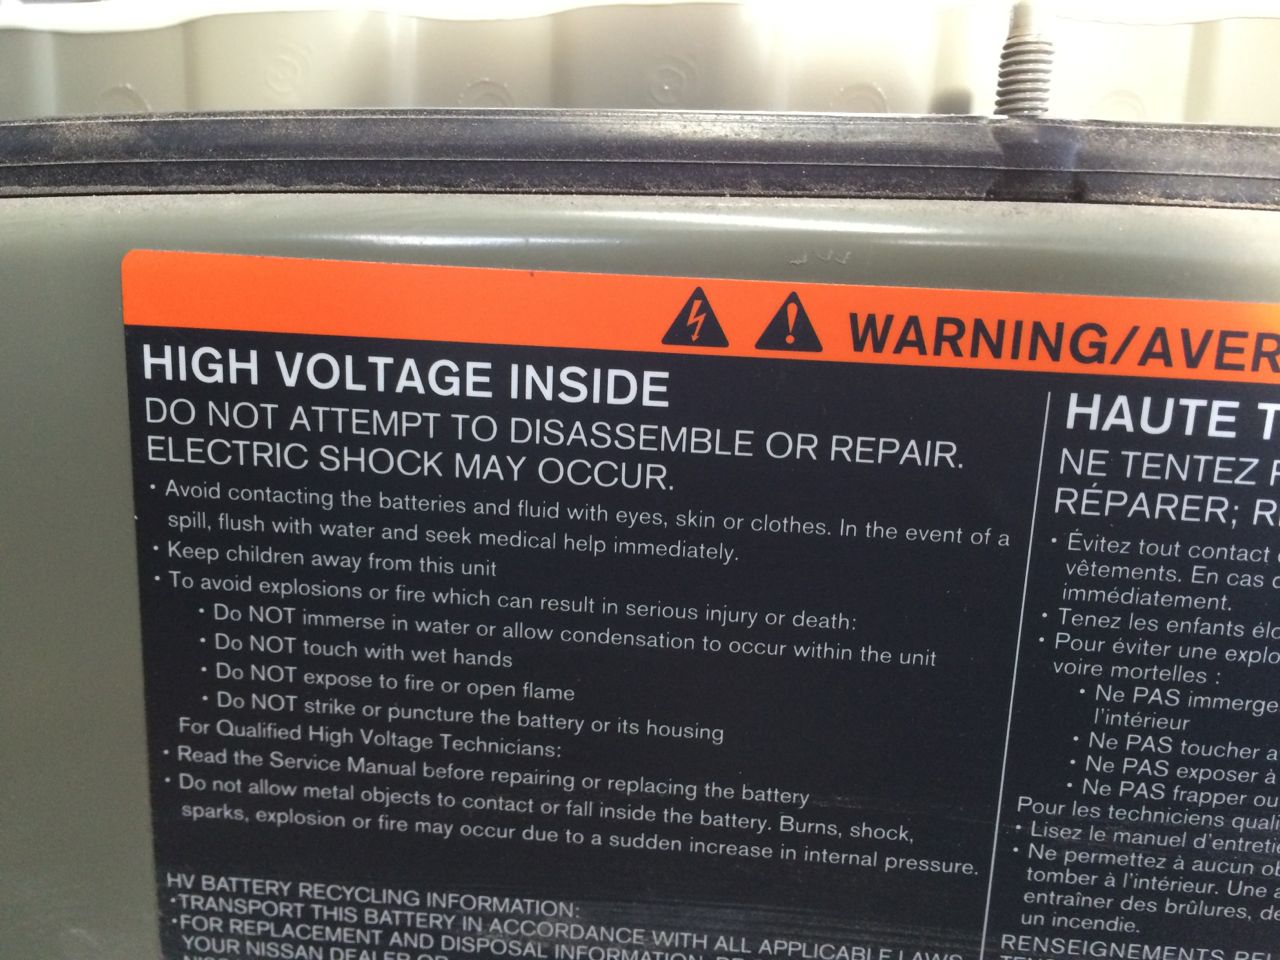 WARNING/AVER
HIGH VOLTAGE INSIDE
DO NOT ATTEMPT TO DISASSEMBLE OR REPAIR.
ELECTRIC SHOCK MAY OCCUR.
• Avoid contacting the batteries and fluid with eyes, skin or clothes. In the event of a
spill, flush with water and seek medical help immediately.
• Keep children away from this unit
• To avoid explosions or fire which can result in serious injury or death:
• Do NOT immerse in water or allow condensation to occur within the unit
• Do NOT touch with wet hands
• Do NOT expose to fire or open flame
• Do NOT strike or puncture the battery or its housing
For Qualified High Voltage Technicians:
• Read the Service Manual before repairing or replacing the battery
• Do not allow metal objects to contact or fall inside the battery. Burns, shock,
sparks, explosion or fire may occur due to a sudden increase in internal pressure.
HV BATTERY RECYCLING INFORMATION:
•TRANSPORT THIS BATTERY IN ACCORDANCE WITH ALL APPLICABLE LAWS
•FOR REPLACEMENT AND DISPOSAL INFORMATION,
YOUR NISSAN DEALER OR
HAUTE T
NE TENTEZ
RÉPARER; R
• Évitez tout contact
vêtements. En cas
immédiatement.
• Tenez les enfants élo
• Pour éviter une explo
voire mortelles :
• Ne PAS immerge
l'intérieur
• Ne PAS toucher a
• Ne PAS exposer à
• Ne PAS frapper ou
Pour les techniciens quali
• Lisez le manuel d'entretie
• Ne permettez à aucun ob
tomber à l'intérieur. Une
entraîner des brûlures, de
un incendie.
RENSEIGNEMENTS REL